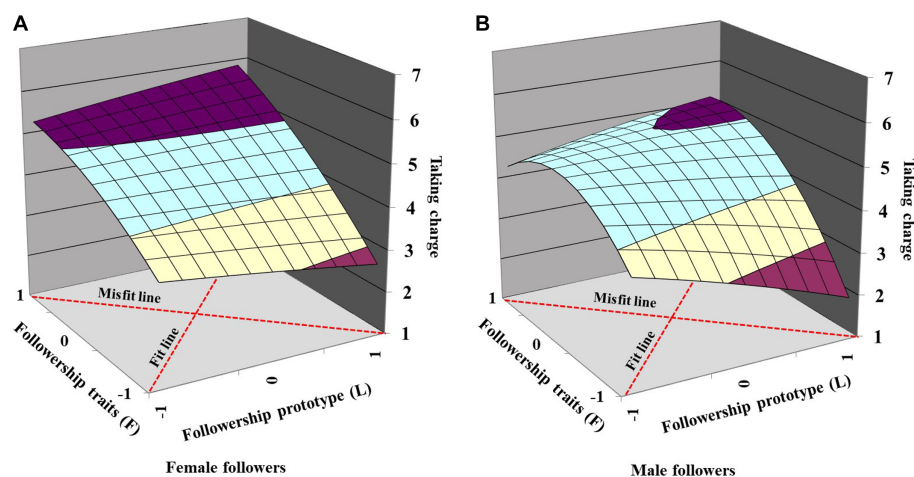 A
7
6
5
4
3
2
1
Taking charge
Misfit line
Fit line
1
0
-1
Followership traits (F)
-1
0
1
Followership prototype (L)
Female followers
B
7
6
5
4
3
2
1
Taking charge
Misfit line
Fit line
1
0
-1
Followership traits (F)
-1
0
1
Followership prototype (L)
Male followers